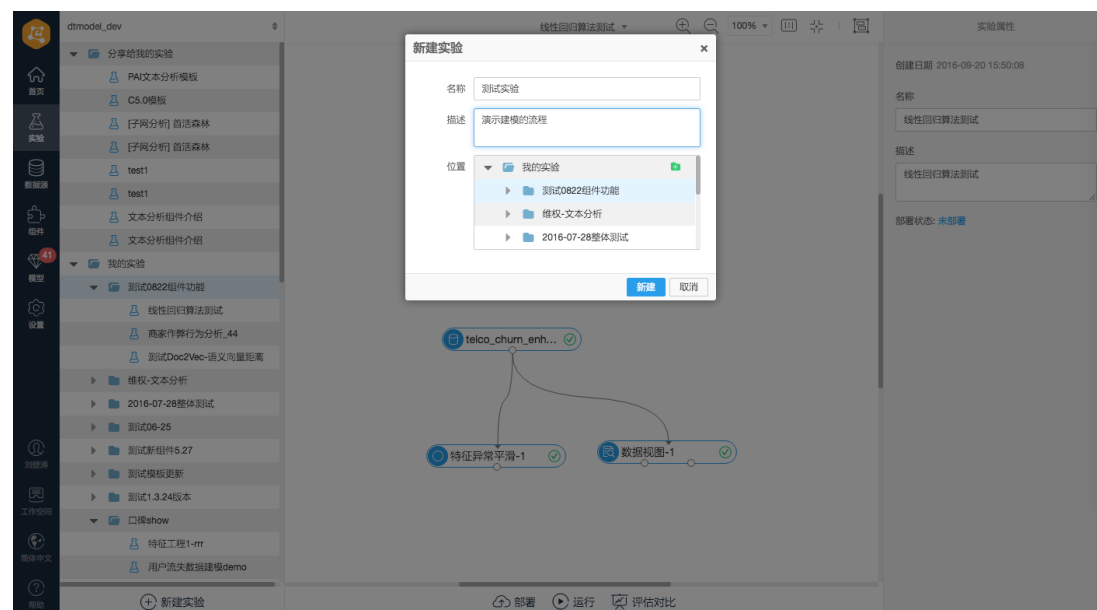 dtmodel_dev
线性回归算法测试
100%
实验属性
首页
实验
数据源
组件
41
模型
设置
工作空间
简体中文
帮助
分享给我的实验
PAI文本分析模板
C5.0模板
[子网分析] 首活森林
[子网分析] 首活森林
test1
test1
文本分析组件介绍
文本分析组件介绍
我的实验
测试0822组件功能
线性回归算法测试
商家作弊行为分析_44
测试Doc2Vec-语义向量距离
维权-文本分析
2016-07-28整体测试
测试06-25
测试新组件5.27
测试模板更新
测试1.3.24版本
口碑show
特征工程1-rrr
用户流失数据建模demo
新建实验
新建实验
×
名称
测试实验
描述
演示建模的流程
位置
我的实验
测试0822组件功能
维权-文本分析
2016-07-28整体测试
新建
取消
telco_churn_enh...
特征异常平滑-1
数据视图-1
部署
运行
评估对比
创建日期 2016-09-20 15:50:08
名称
线性回归算法测试
描述
线性回归算法测试
部署状态: 未部署